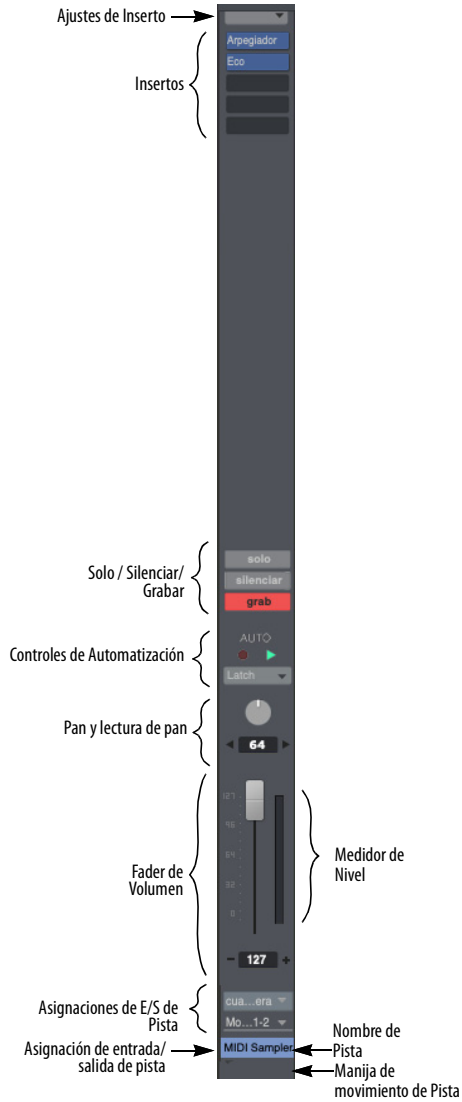 Ajustes de Inserto
Arpegiador
Eco
Insertos
solo
silenciar
grab
Solo / Silenciar/
Grabar
AUTO
Latch
Controles de Automatización
Pan y lectura de pan
64
127
96
64
32
0
Fader de
Volumen
Medidor de
Nivel
- 127 +
cua...era
Mo...1-2
Asignaciones de E/S de
Pista
Asignación de entrada/
salida de pista
MIDI Sampler
Nombre de
Pista
Manija de
movimiento de Pista